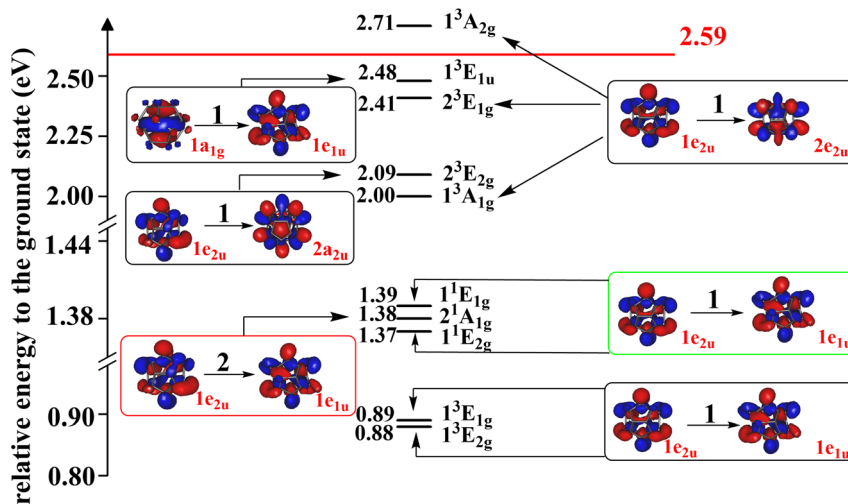 relative energy to the ground state (eV)
2.71 1³A₂g
2.59
2.50
2.48 1³E₁u
2.41 2³E₁g
1
1a₁g 1e₁u
1
1e₂u 2e₂u
2.25
2.09 2³E₂g
2.00
2.00 1³A₁g
1
1e₂u 2a₂u
1.44
1.39 1¹E₁g
1.38
1.38 2¹A₁g
1.37 1¹E₂g
1
1e₂u 1e₁u
2
1e₂u 1e₁u
0.90
0.89 1³E₁g
0.88 1³E₂g
1
1e₂u 1e₁u
0.80